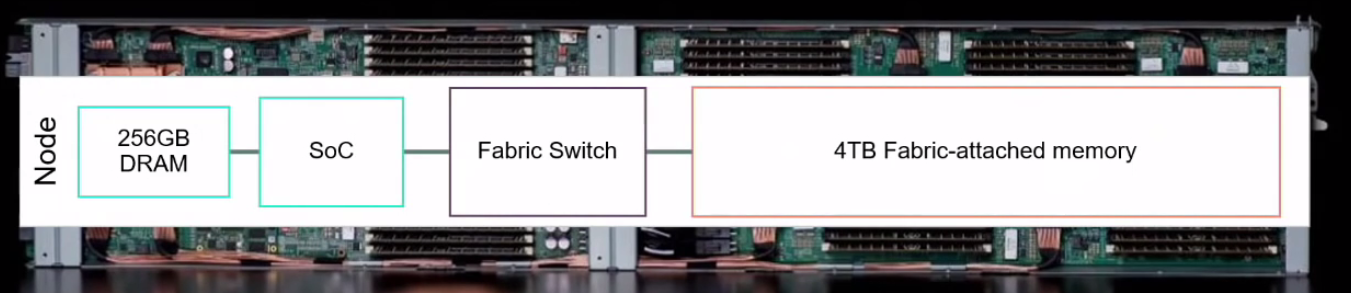 Node
256GB
DRAM
SoC
Fabric Switch
4TB Fabric-attached memory